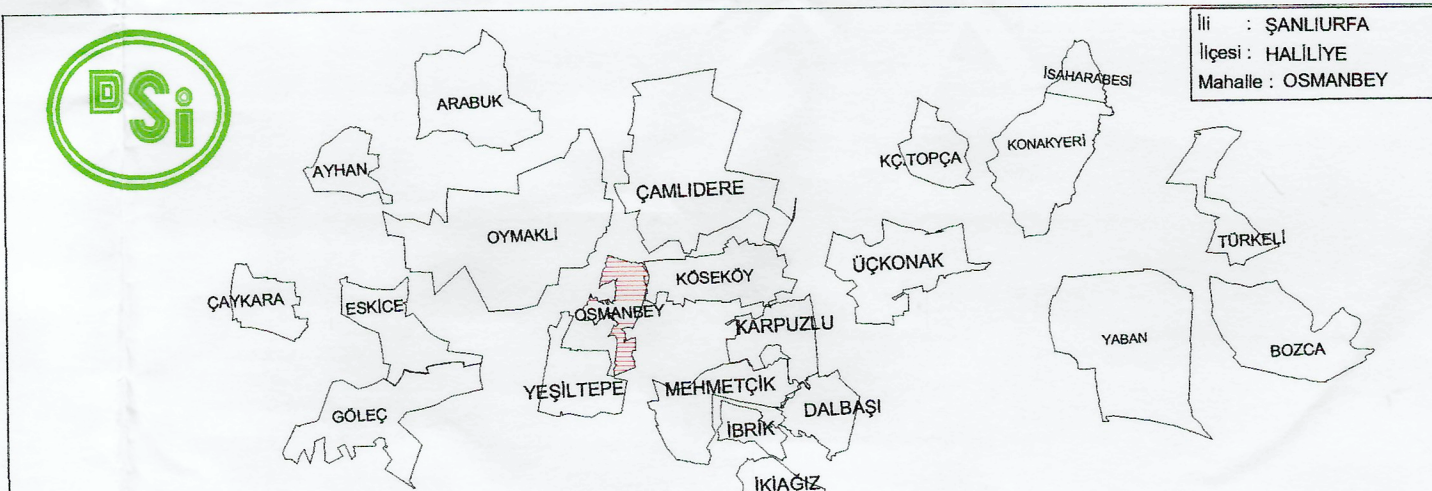 İli : ŞANLIURFA
İlçesi : HALİLİYE
Mahalle : OSMANBEY
DSi
ARABUK
İSAHARABESİ
AYHAN
KÇ.TOPÇA
KONAKYERİ
ÇAMLIDERE
OYMAKLİ
TÜRKELİ
ÜÇKONAK
KÖSEKÖY
ÇAYKARA
ESKİCE
OSMANBEY
KARPUZLU
YABAN
BOZCA
YEŞİLTEPE
MEHMETÇİK
GÖLEÇ
DALBAŞI
İBRİK
İKİAĞIZ